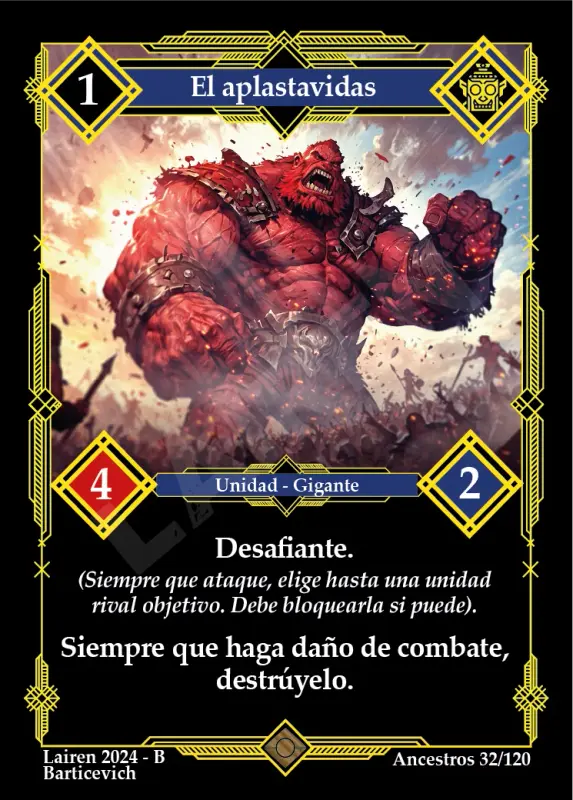 1
El aplastavidas
4
Unidad - Gigante
2
Desafiante.
(Siempre que ataque, elige hasta una unidad
rival objetivo. Debe bloquearla si puede).
Siempre que haga daño de combate,
destrúyelo.
Lairen 2024 - B
Barticevich
Ancestros 32/120